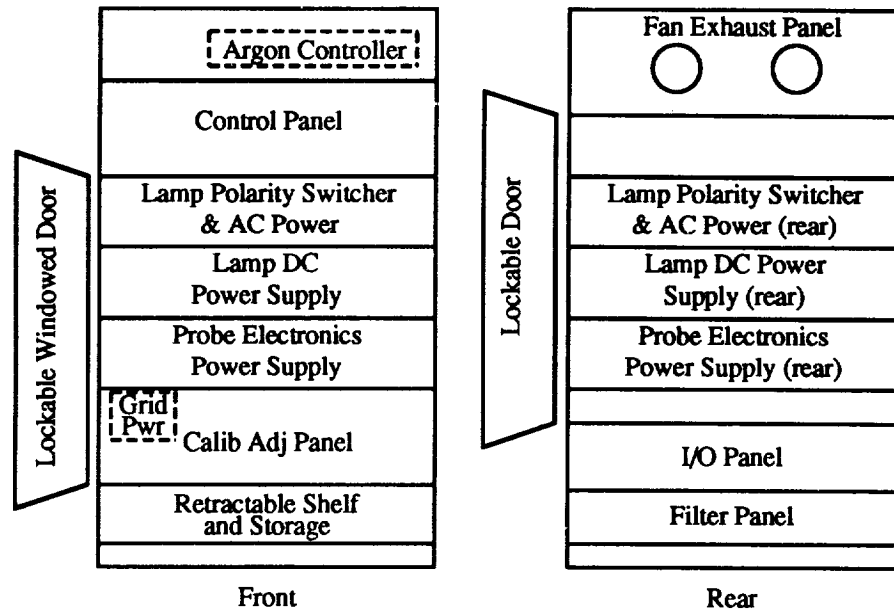 Argon Controller
Control Panel
Lamp Polarity Switcher
& AC Power
Lamp DC
Power Supply
Probe Electronics
Power Supply
Grid
Pwr
Calib Adj Panel
Retractable Shelf
and Storage
Lockable Windowed Door
Front
Fan Exhaust Panel
Lamp Polarity Switcher
& AC Power (rear)
Lamp DC Power
Supply (rear)
Probe Electronics
Power Supply (rear)
I/O Panel
Filter Panel
Lockable Door
Rear